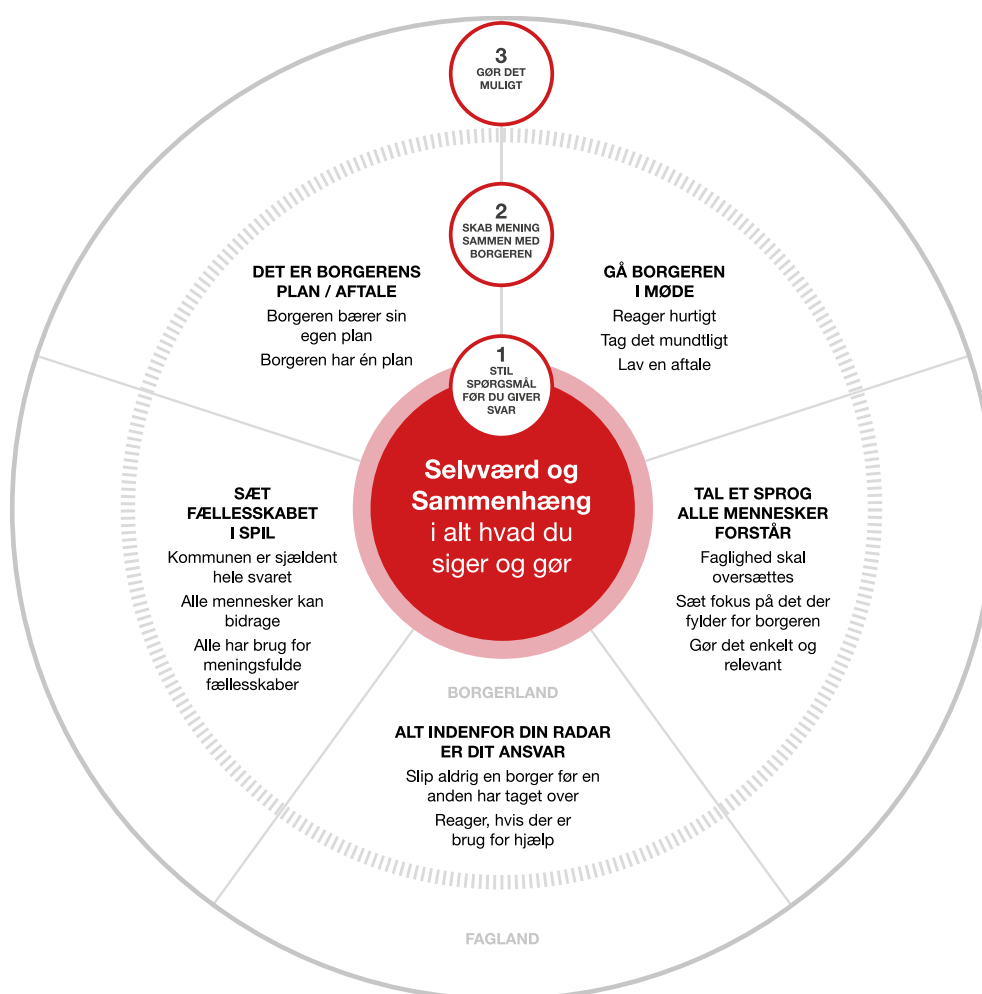 3
GØR DET
MULIGT
2
SKAB MENING
SAMMEN MED
BORGEREN
DET ER BORGERENS
PLAN / AFTALE
Borgeren bærer sin
egen plan
Borgeren har én plan
GÅ BORGEREN
I MØDE
Reager hurtigt
Tag det mundtligt
Lav en aftale
1
STIL
SPØRGSMÅL
FØR DU GIVER
SVAR
Selvværd og
Sammenhæng
i alt hvad du
siger og gør
SÆT
FÆLLESSKABET
I SPIL
Kommunen er sjældent
hele svaret
Alle mennesker kan
bidrage
Alle har brug for
meningsfulde
fællesskaber
TAL ET SPROG
ALLE MENNESKER
FORSTÅR
Faglighed skal
oversættes
Sæt fokus på det der
fylder for borgeren
Gør det enkelt og
relevant
BORGERLAND
ALT INDENFOR DIN RADAR
ER DIT ANSVAR
Slip aldrig en borger før en
anden har taget over
Reager, hvis der er
brug for hjælp
FAGLAND